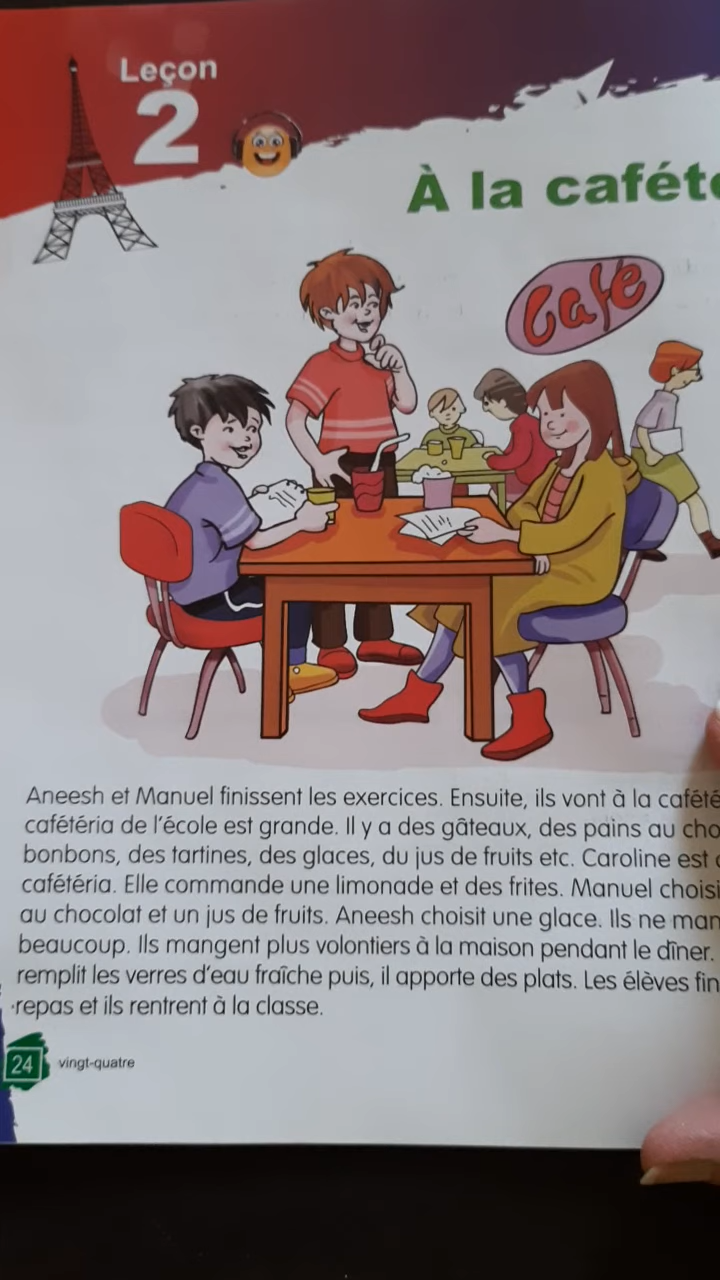 Leçon
2
À la caféte
Café
Aneesh et Manuel finissent les exercices. Ensuite, ils vont à la cafété
cafétéria de l'école est grande. Il y a des gâteaux, des pains au cho
bonbons, des tartines, des glaces, du jus de fruits etc. Caroline est
cafétéria. Elle commande une limonade et des frites. Manuel choisi
au chocolat et un jus de fruits. Aneesh choisit une glace. Ils ne man
beaucoup. Ils mangent plus volontiers à la maison pendant le dîner.
remplit les verres d'eau fraîche puis, il apporte des plats. Les élèves fin
repas et ils rentrent à la classe.
24 vingt-quatre